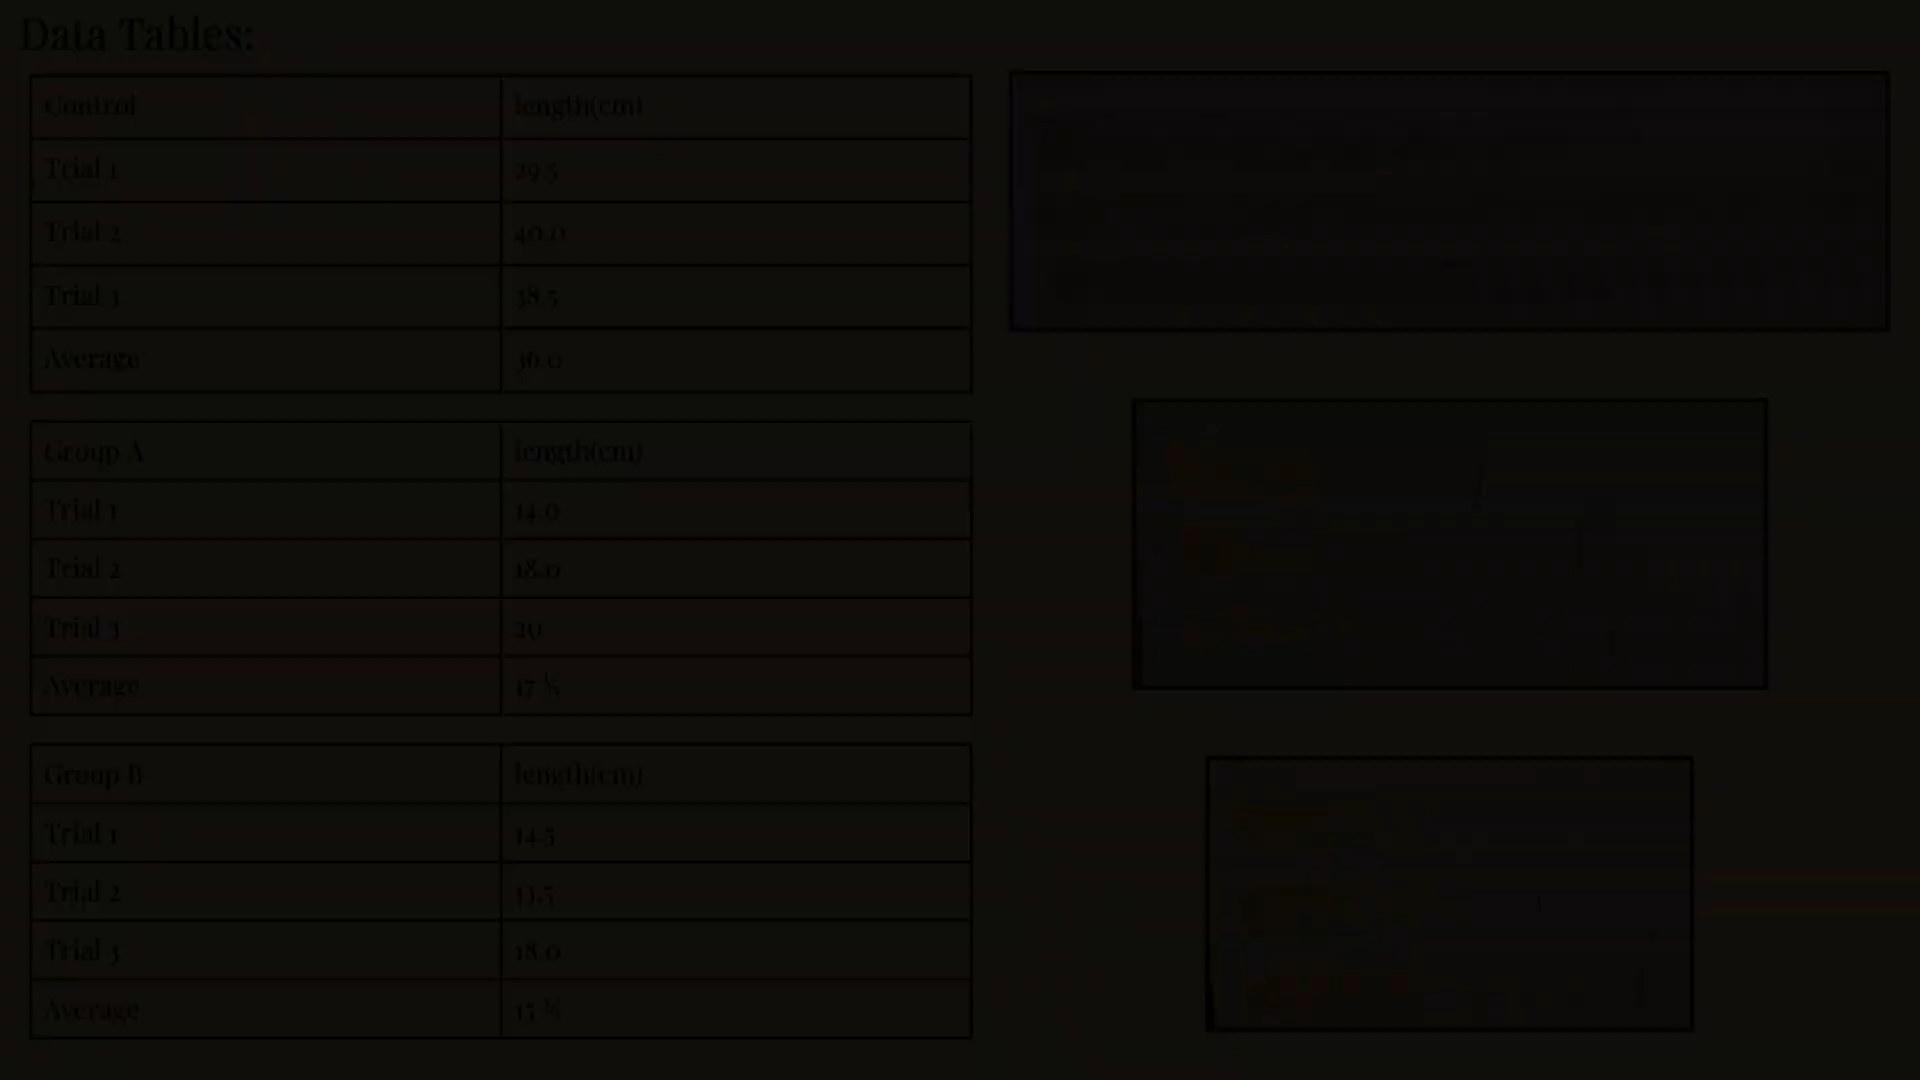 Data Tables:
Control length(cm)
Trial 1 29.5
Trial 2 40.0
Trial 3 38.5
Average 36.0
Group A length(cm)
Trial 1 14.0
Trial 2 18.0
Trial 3 20
Average 17 ⅓
Group B length(cm)
Trial 1 14.5
Trial 2 13.5
Trial 3 18.0
Average 15 ⅓